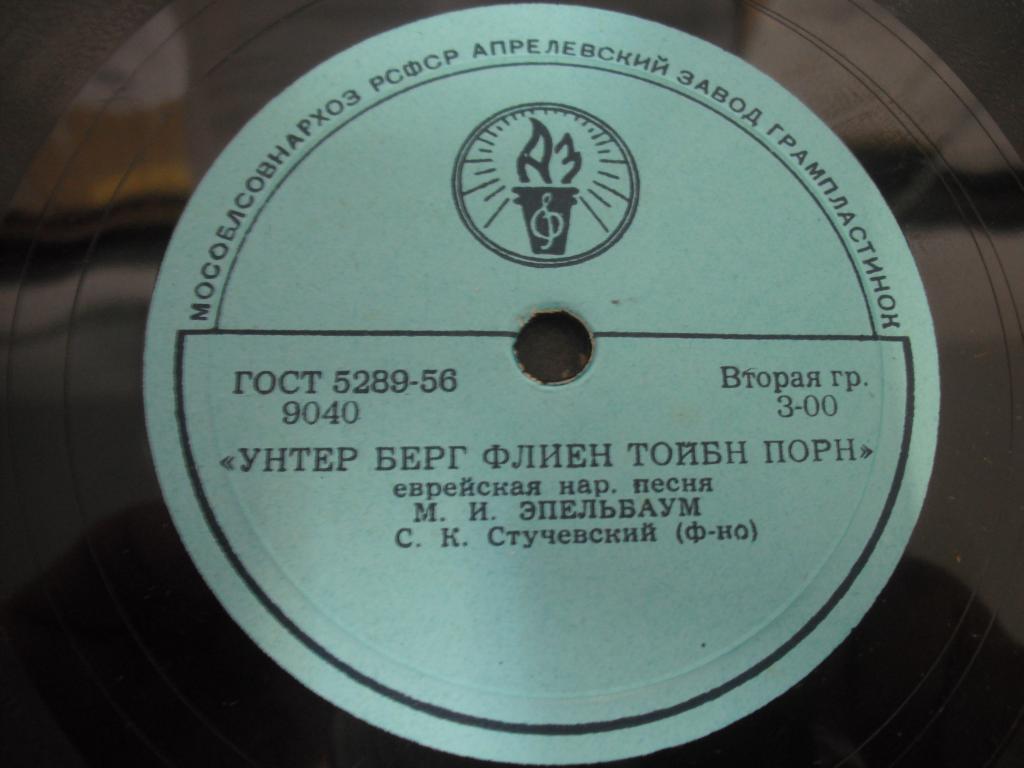 МОСОБЛСОВНАРХОЗ РСФСР АПРЕЛЕВСКИЙ ЗАВОД ГРАМПЛАСТИНОК
АЗ
ГОСТ 5289-56
9040
Вторая гр.
3-00
«УНТЕР БЕРГ ФЛИЕН ТОЙБН ПОРН»
еврейская нар. песня
М. И. ЭПЕЛЬБАУМ
С. К. Стучевский (ф-но)